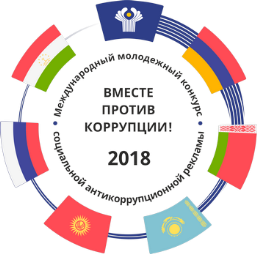 Международный молодежный конкурс
ВМЕСТЕ
ПРОТИВ
КОРРУПЦИИ!
2018
социальной антикоррупционной рекламы